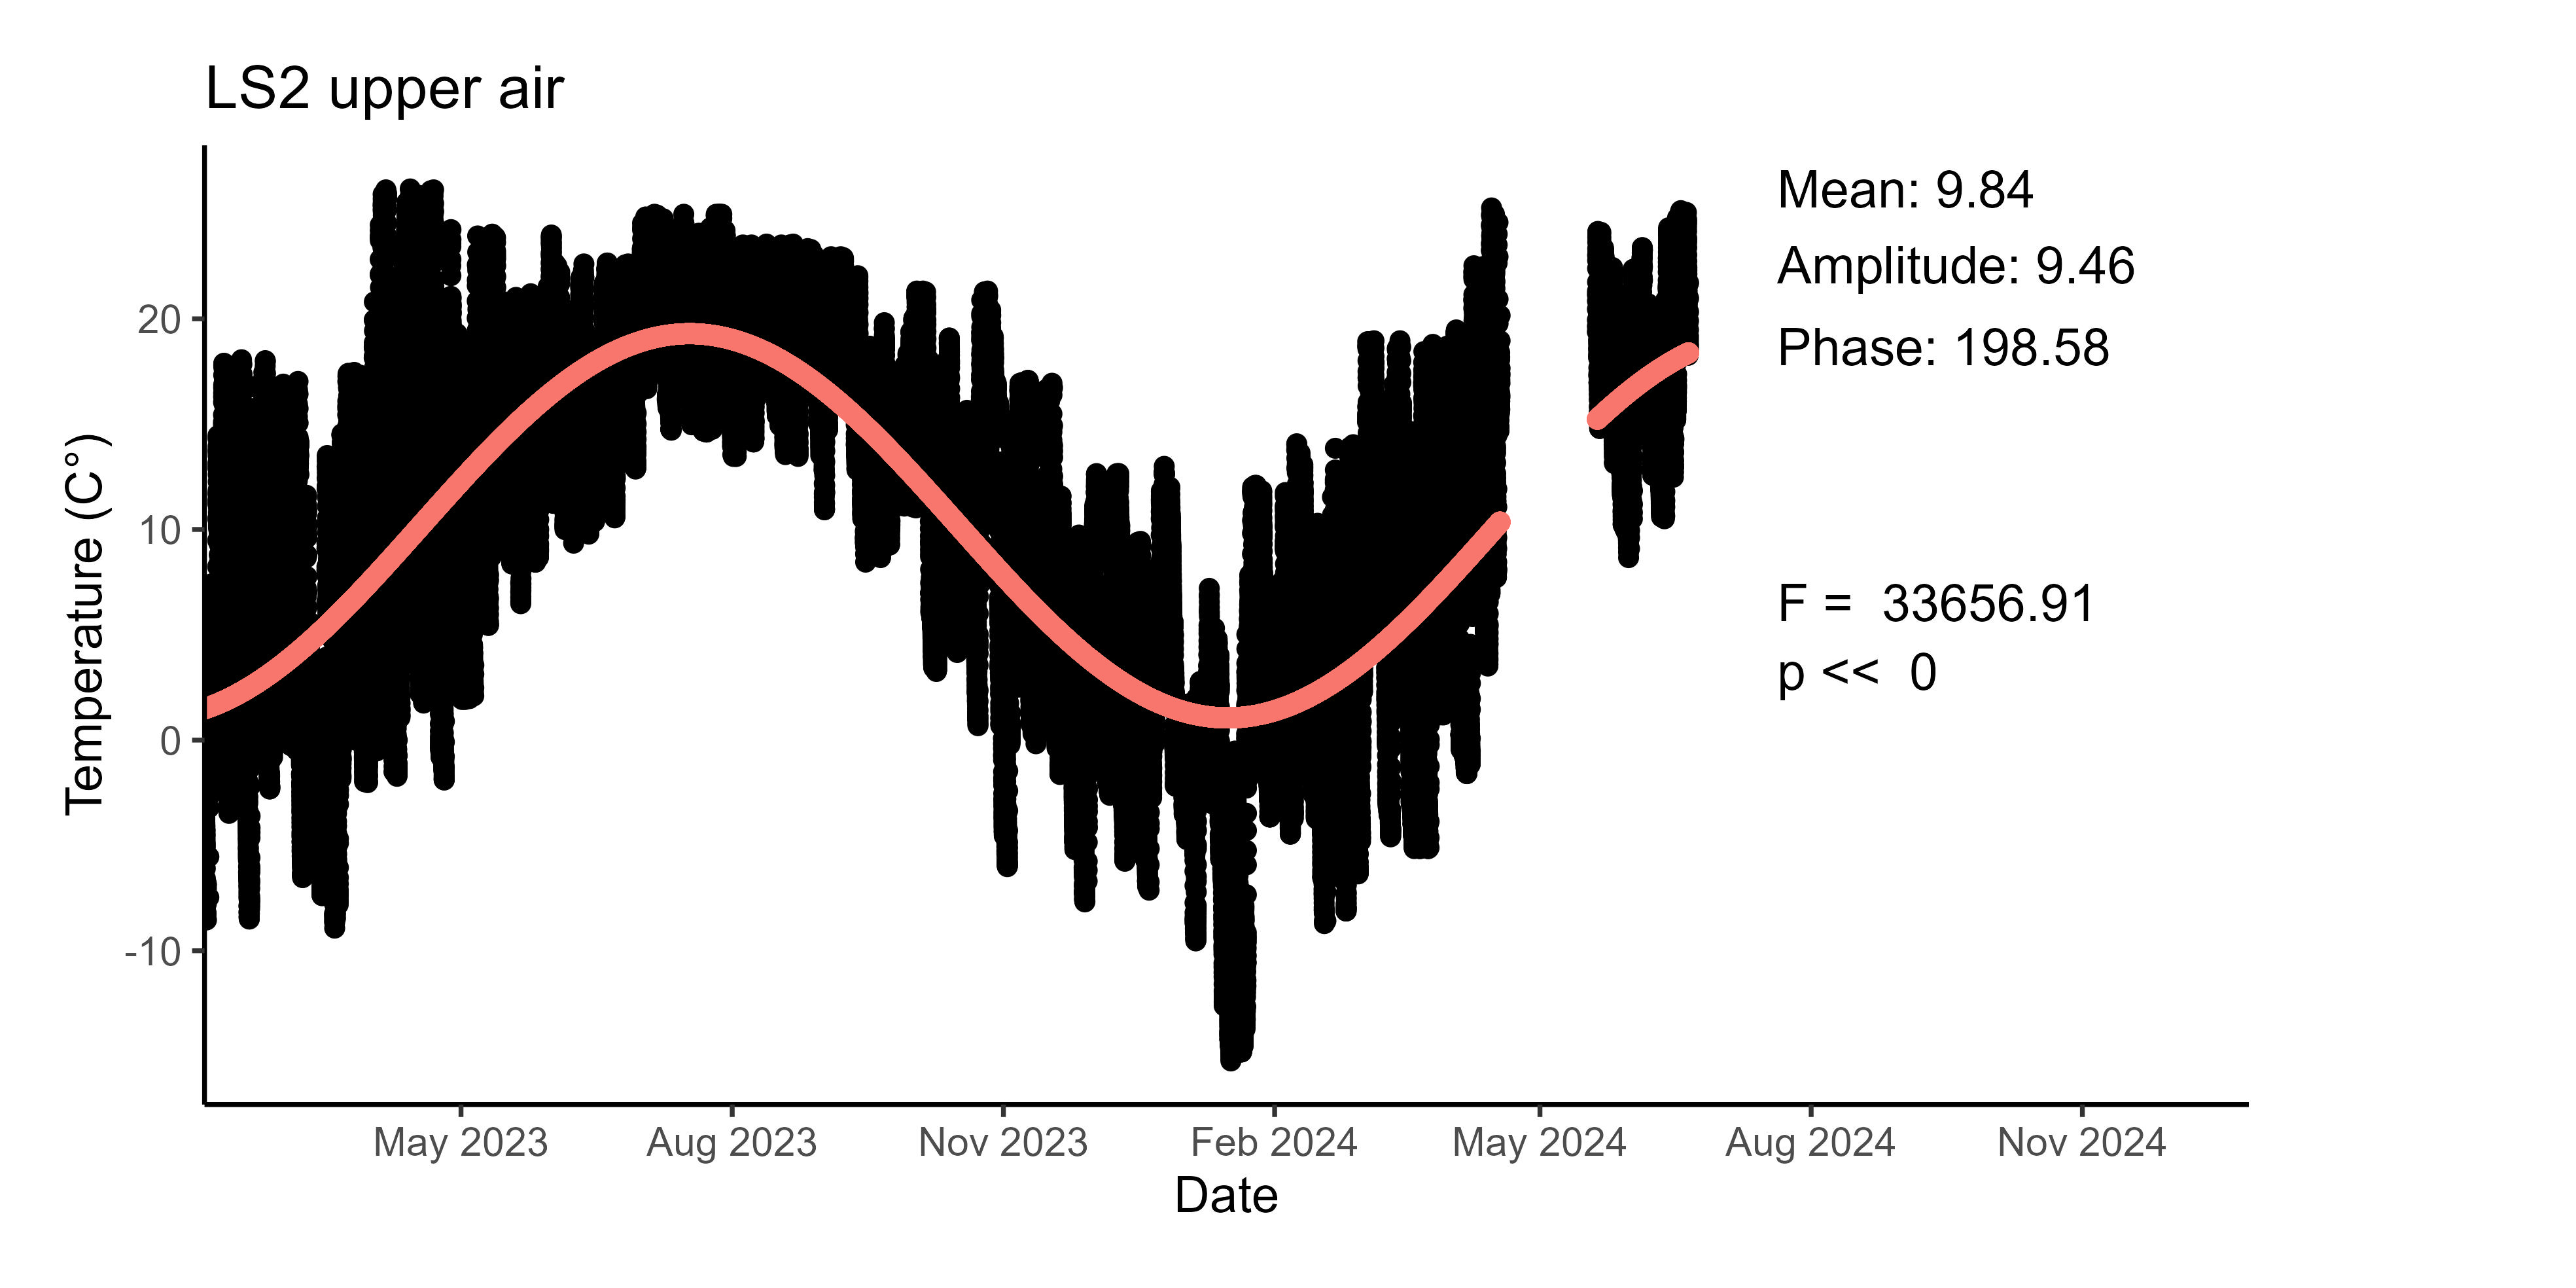 LS2 upper air
Mean: 9.84
Amplitude: 9.46
Phase: 198.58
F =  33656.91
p <<  0
Temperature (C°)
20
10
0
-10
May 2023
Aug 2023
Nov 2023
Feb 2024
May 2024
Aug 2024
Nov 2024
Date